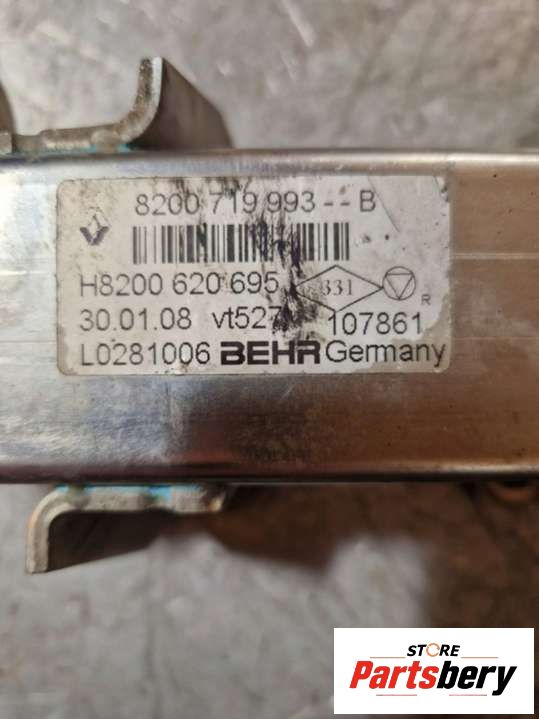 8200 719 993--B
H8200 620 695 331
R
30.01.08 vt527 107861
L0281006 BEHR Germany
STORE
Partsbery